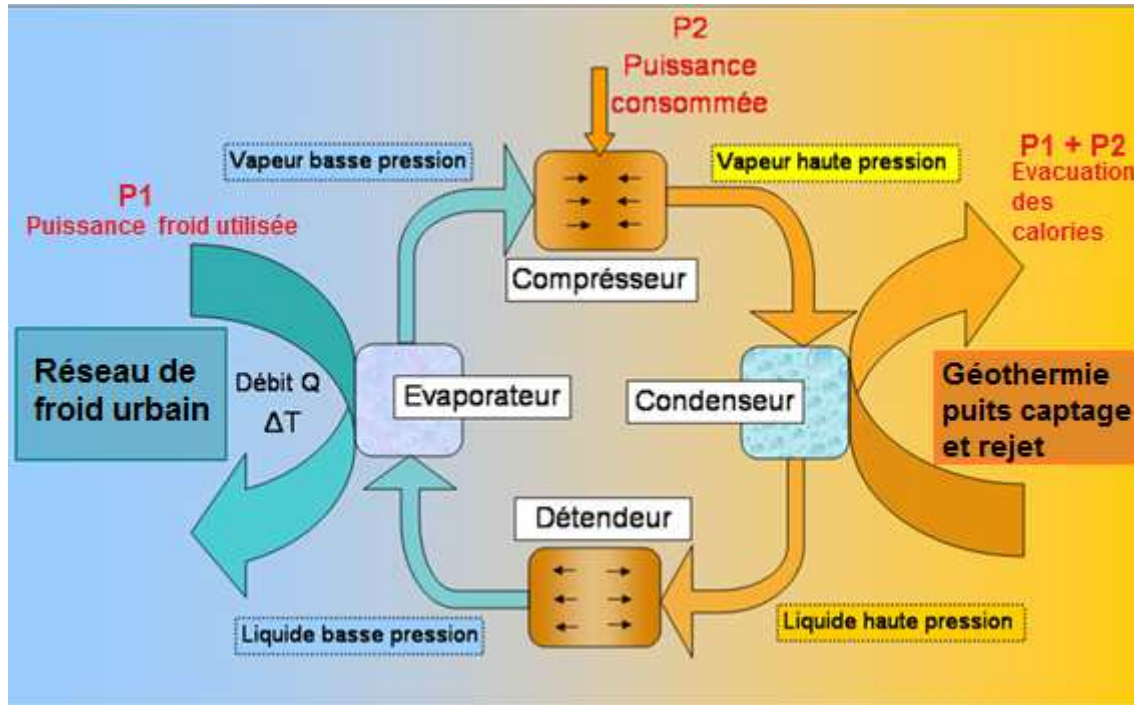 P2
Puissance
consommée
Vapeur basse pression
Vapeur haute pression
P1 + P2
Evacuation
des
calories
P1
Puissance froid utilisée
Comprésseur
Réseau de
froid urbain
Débit Q
ΔT
Evaporateur
Condenseur
Géothermie
puits captage
et rejet
Détendeur
Liquide basse pression
Liquide haute pression